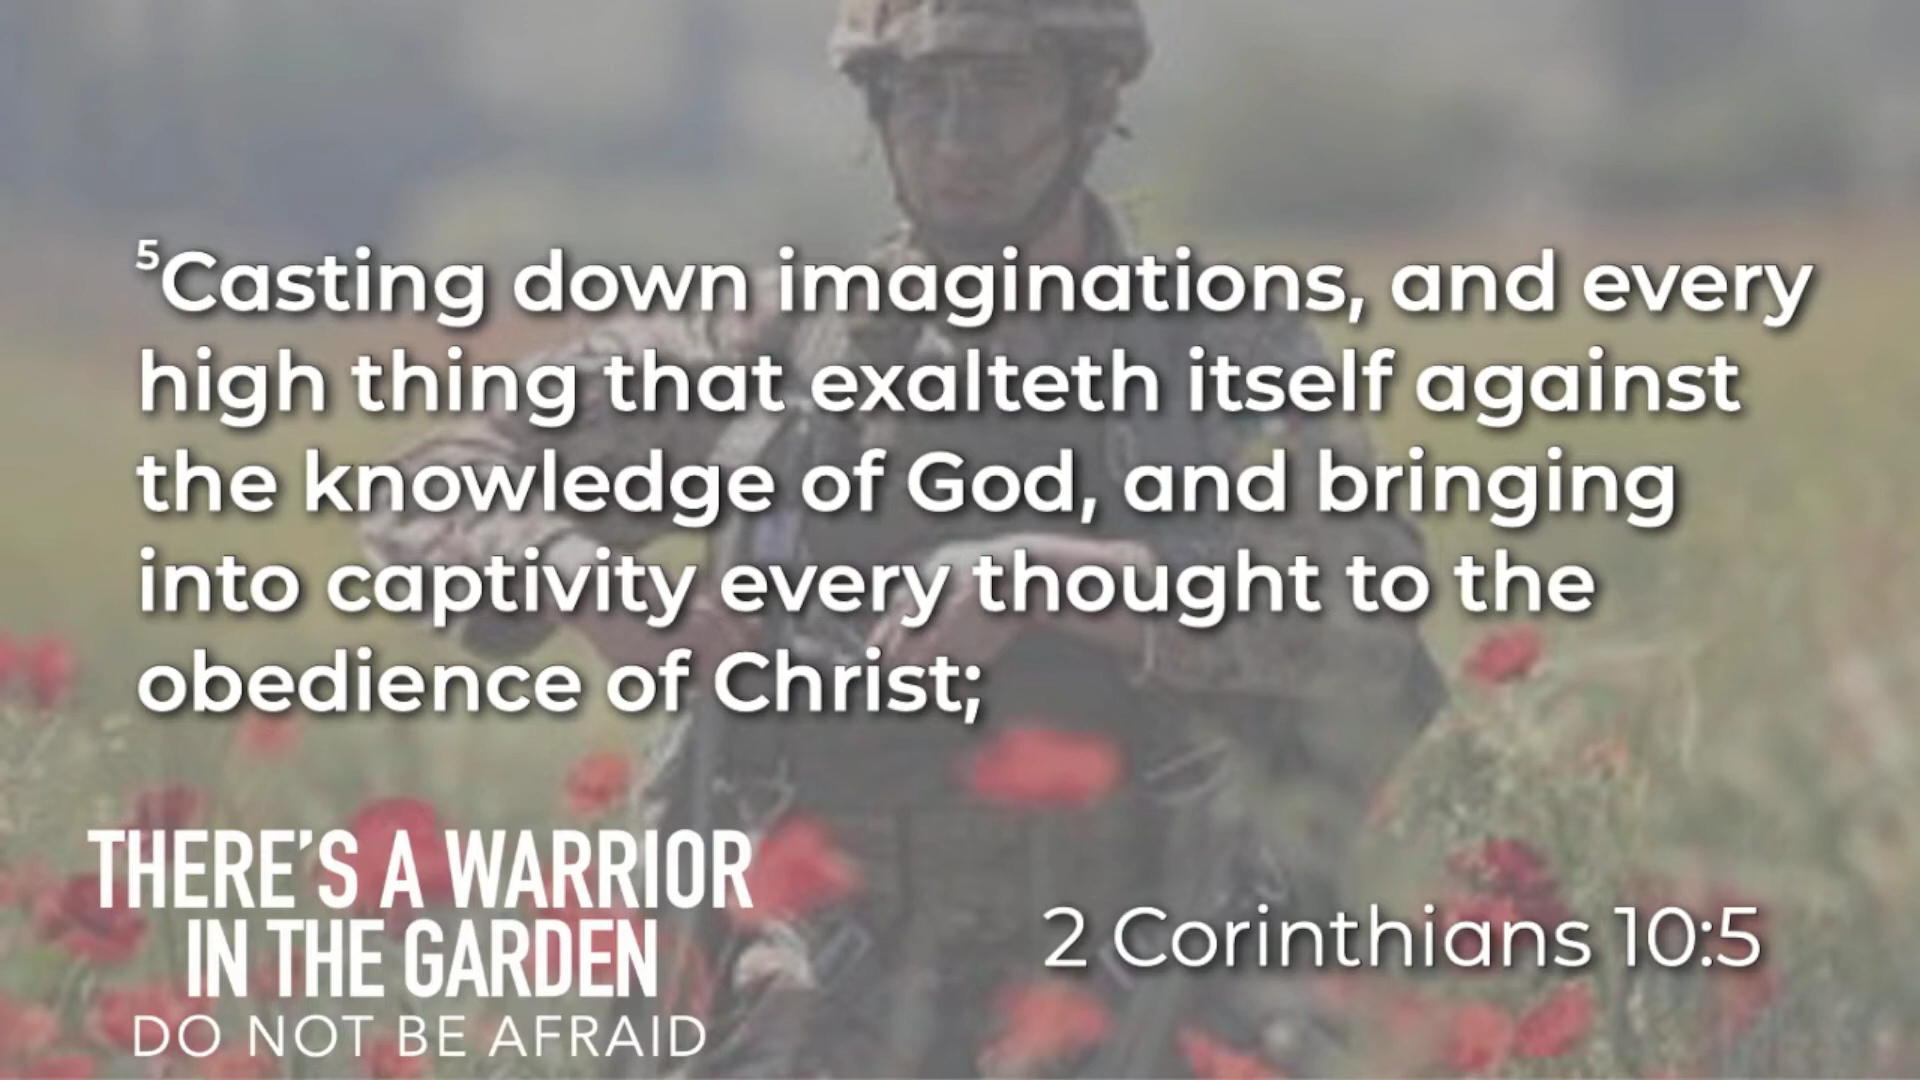 5Casting down imaginations, and every
high thing that exalteth itself against
the knowledge of God, and bringing
into captivity every thought to the
obedience of Christ;
THERE'S A WARRIOR
IN THE GARDEN
DO NOT BE AFRAID
2 Corinthians 10:5